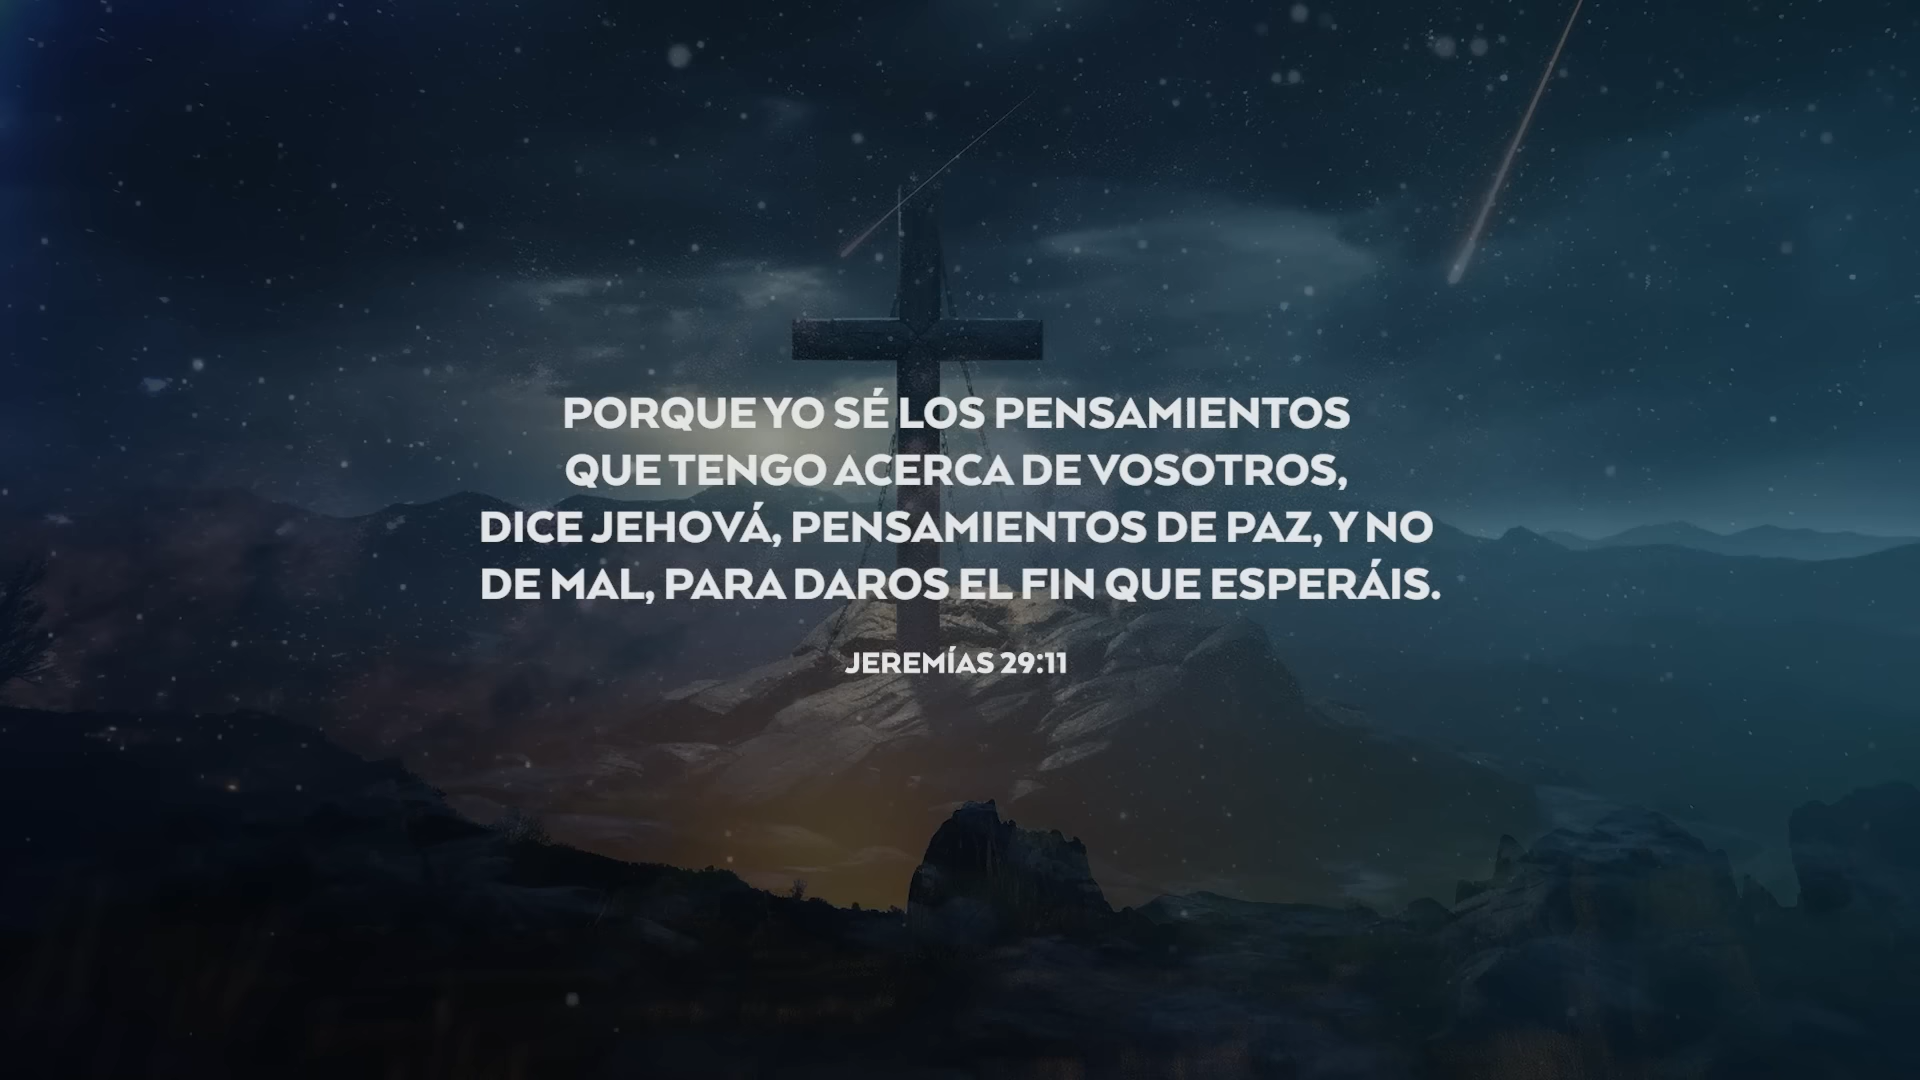 PORQUE YO SÉ LOS PENSAMIENTOS
QUE TENGO ACERCA DE VOSOTROS,
DICE JEHOVÁ, PENSAMIENTOS DE PAZ, Y NO
DE MAL, PARA DAROS EL FIN QUE ESPERÁIS.
JEREMÍAS 29:11